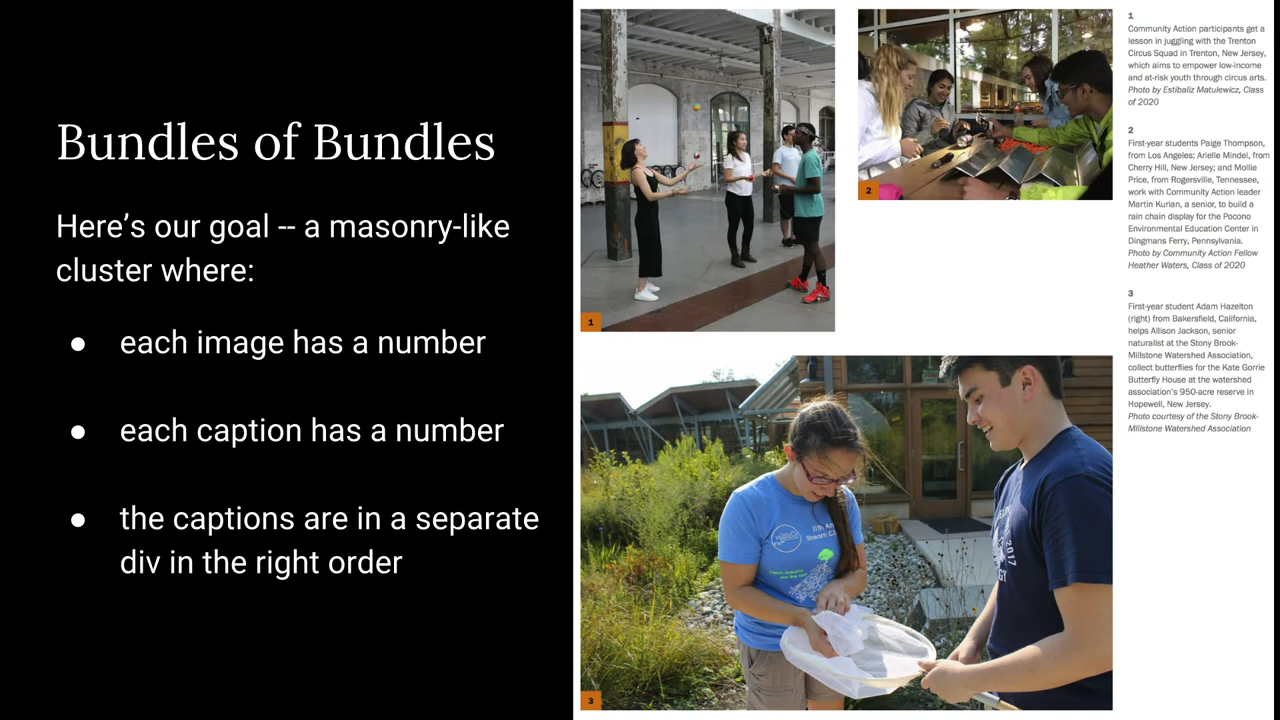 Bundles of Bundles
Here’s our goal -- a masonry-like
cluster where:
● each image has a number
● each caption has a number
● the captions are in a separate
div in the right order
1
2
3
1
Community Action participants get a
lesson in juggling with the Trenton
Circus Squad in Trenton, New Jersey,
which aims to empower low-income
and at-risk youth through circus arts.
Photo by Estibaliz Matulewicz, Class
of 2020
2
First-year students Paige Thompson,
from Los Angeles; Arielle Mindel, from
Cherry Hill, New Jersey; and Mollie
Price, from Rogersville, Tennessee,
work with Community Action leader
Martin Kurian, a senior, to build a
rain chain display for the Pocono
Environmental Education Center in
Dingmans Ferry, Pennsylvania.
Photo by Community Action Fellow
Heather Waters, Class of 2020
3
First-year student Adam Hazelton
(right) from Bakersfield, California,
helps Allison Jackson, senior
naturalist at the Stony Brook-
Millstone Watershed Association,
collect butterflies for the Kate Gorrie
Butterfly House at the watershed
association’s 950-acre reserve in
Hopewell, New Jersey.
Photo courtesy of the Stony Brook-
Millstone Watershed Association
2017